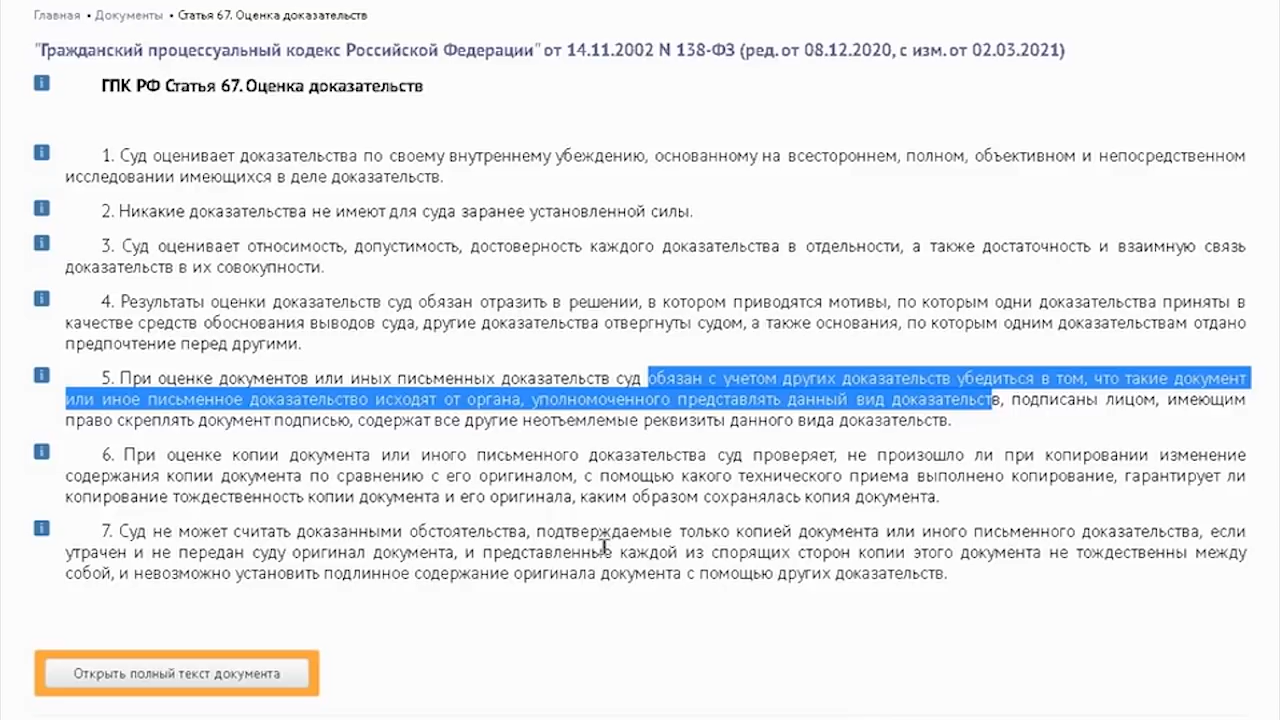 Главная • Документы • Статья 67. Оценка доказательств
"Гражданский процессуальный кодекс Российской Федерации" от 14.11.2002 N 138-ФЗ (ред. от 08.12.2020, с изм. от 02.03.2021)
ГПК РФ Статья 67. Оценка доказательств
1. Суд оценивает доказательства по своему внутреннему убеждению, основанному на всестороннем, полном, объективном и непосредственном
исследовании имеющихся в деле доказательств.
2. Никакие доказательства не имеют для суда заранее установленной силы.
3. Суд оценивает относимость, допустимость, достоверность каждого доказательства в отдельности, а также достаточность и взаимную связь
доказательств в их совокупности.
4. Результаты оценки доказательств суд обязан отразить в решении, в котором приводятся мотивы, по которым одни доказательства приняты в
качестве средств обоснования выводов суда, другие доказательства отвергнуты судом, а также основания, по которым одним доказательствам отдано
предпочтение перед другими.
5. При оценке документов или иных письменных доказательств суд обязан с учетом других доказательств убедиться в том, что такие документ
или иное письменное доказательство исходят от органа, уполномоченного представлять данный вид доказательств, подписаны лицом, имеющим
право скреплять документ подписью, содержат все другие неотъемлемые реквизиты данного вида доказательств.
6. При оценке копии документа или иного письменного доказательства суд проверяет, не произошло ли при копировании изменение
содержания копии документа по сравнению с его оригиналом, с помощью какого технического приема выполнено копирование, гарантирует ли
копирование тождественность копии документа и его оригинала, каким образом сохранялась копия документа.
7. Суд не может считать доказанными обстоятельства, подтверждаемые только копией документа или иного письменного доказательства, если
утрачен и не передан суду оригинал документа, и представленные каждой из спорящих сторон копии этого документа не тождественны между
собой, и невозможно установить подлинное содержание оригинала документа с помощью других доказательств.
Открыть полный текст документа